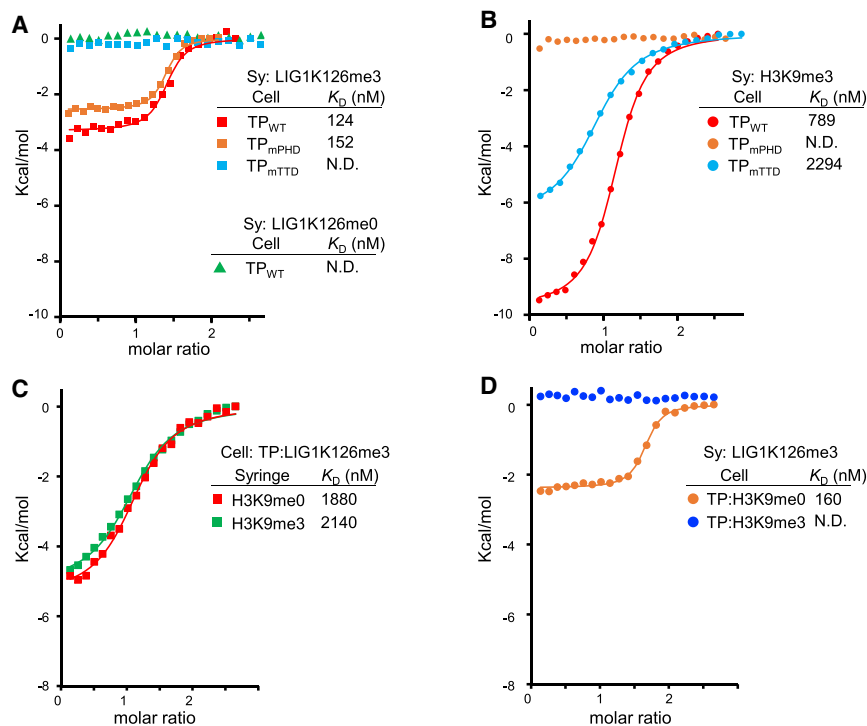 A
0
-2
-4
-6
-8
-10
Kcal/mol
0
1
2
molar ratio
Sy: LIG1K126me3
Cell KD (nM)
TPWT 124
TPmPHD 152
TPmTTD N.D.
Sy: LIG1K126me0
Cell KD (nM)
TPWT N.D.
B
0
-2
-4
-6
-8
-10
Kcal/mol
0
1
2
molar ratio
Sy: H3K9me3
Cell KD (nM)
TPWT 789
TPmPHD N.D.
TPmTTD 2294
C
0
-2
-4
-6
-8
Kcal/mol
0
1
2
molar ratio
Cell: TP:LIG1K126me3
Syringe KD (nM)
H3K9me0 1880
H3K9me3 2140
D
0
-2
-4
-6
-8
Kcal/mol
0
1
2
molar ratio
Sy: LIG1K126me3
Cell KD (nM)
TP:H3K9me0 160
TP:H3K9me3 N.D.